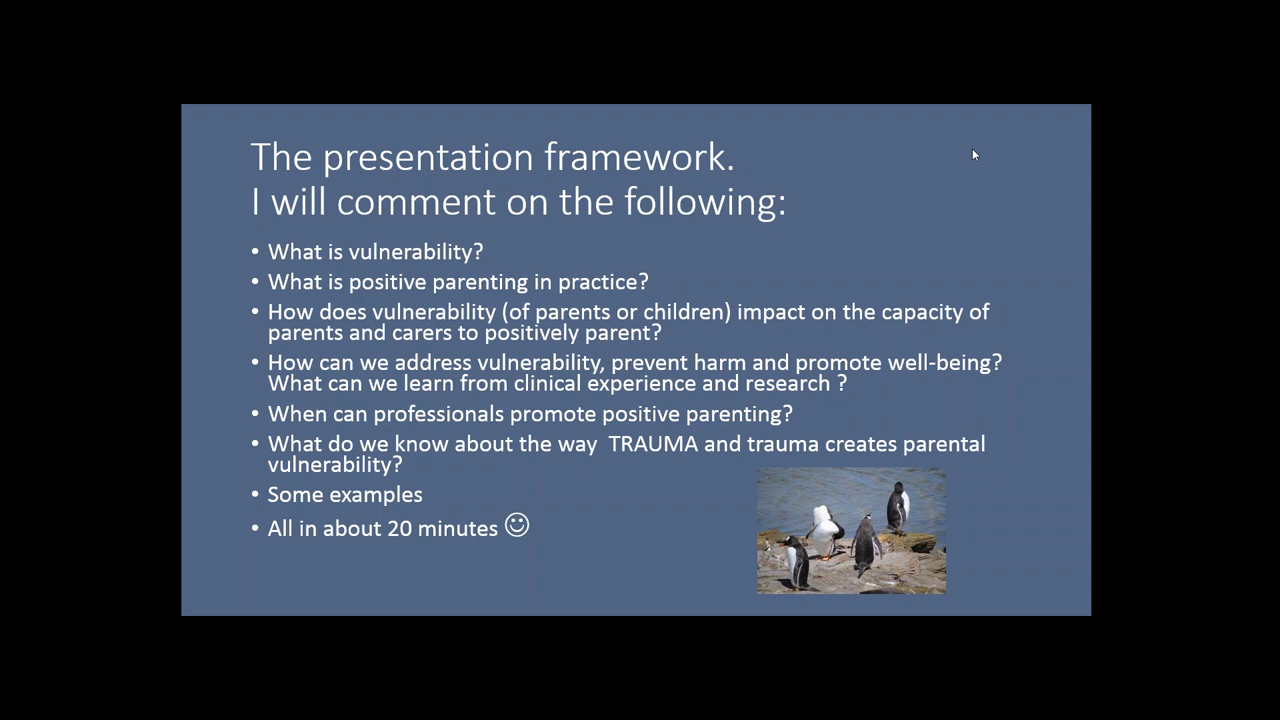 The presentation framework.
I will comment on the following:
• What is vulnerability?
• What is positive parenting in practice?
• How does vulnerability (of parents or children) impact on the capacity of
parents and carers to positively parent?
• How can we address vulnerability, prevent harm and promote well-being?
What can we learn from clinical experience and research ?
• When can professionals promote positive parenting?
• What do we know about the way  TRAUMA and trauma creates parental
vulnerability?
• Some examples
• All in about 20 minutes ☺